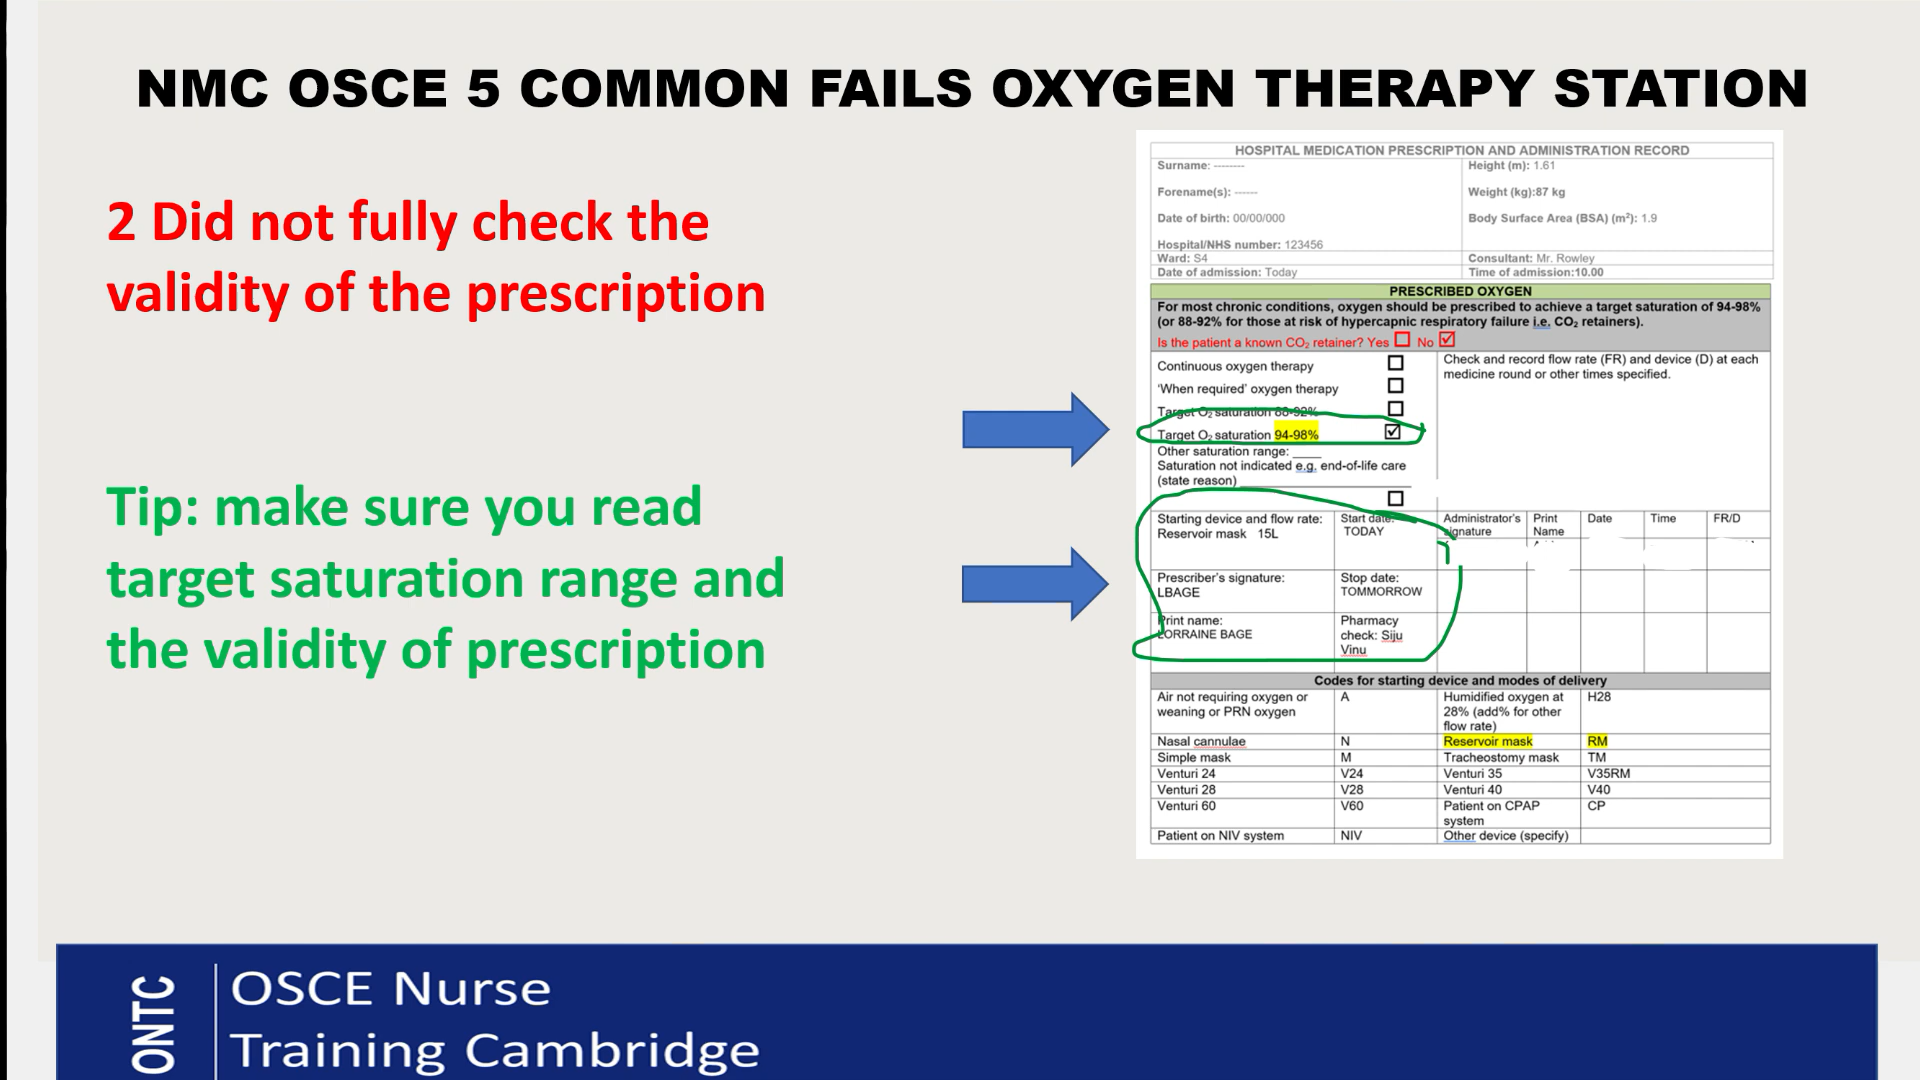 NMC OSCE 5 COMMON FAILS OXYGEN THERAPY STATION
2 Did not fully check the
validity of the prescription
Tip: make sure you read
target saturation range and
the validity of prescription
HOSPITAL MEDICATION PRESCRIPTION AND ADMINISTRATION RECORD
Surname: --------
Height (m): 1.61
Forename(s): ------
Weight (kg):87 kg
Date of birth: 00/00/000
Body Surface Area (BSA) (m²): 1.9
Hospital/NHS number: 123456
Ward: S4
Consultant: Mr. Rowley
Date of admission: Today
Time of admission:10.00
PRESCRIBED OXYGEN
For most chronic conditions, oxygen should be prescribed to achieve a target saturation of 94-98%
(or 88-92% for those at risk of hypercapnic respiratory failure i.e. CO₂ retainers).
Is the patient a known CO₂ retainer? Yes ☐ No ☑
Continuous oxygen therapy ☐
'When required' oxygen therapy ☐
Target O₂ saturation 88-92% ☐
Target O₂ saturation 94-98% ☑
Other saturation range: ____
Saturation not indicated e.g. end-of-life care
(state reason) ☐
Check and record flow rate (FR) and device (D) at each
medicine round or other times specified.
Starting device and flow rate:
Reservoir mask 15L
Start date:
TODAY
Administrator's
signature
Print
Name
Date
Time
FR/D
Prescriber's signature:
LBAGE
Stop date:
TOMMORROW
Print name:
LORRAINE BAGE
Pharmacy
check: Siju
Vinu
Codes for starting device and modes of delivery
Air not requiring oxygen or
weaning or PRN oxygen
A
Humidified oxygen at
28% (add% for other
flow rate)
H28
Nasal cannulae
N
Reservoir mask
RM
Simple mask
M
Tracheostomy mask
TM
Venturi 24
V24
Venturi 35
V35RM
Venturi 28
V28
Venturi 40
V40
Venturi 60
V60
Patient on CPAP
system
CP
Patient on NIV system
NIV
Other device (specify)
ONTC
OSCE Nurse
Training Cambridge